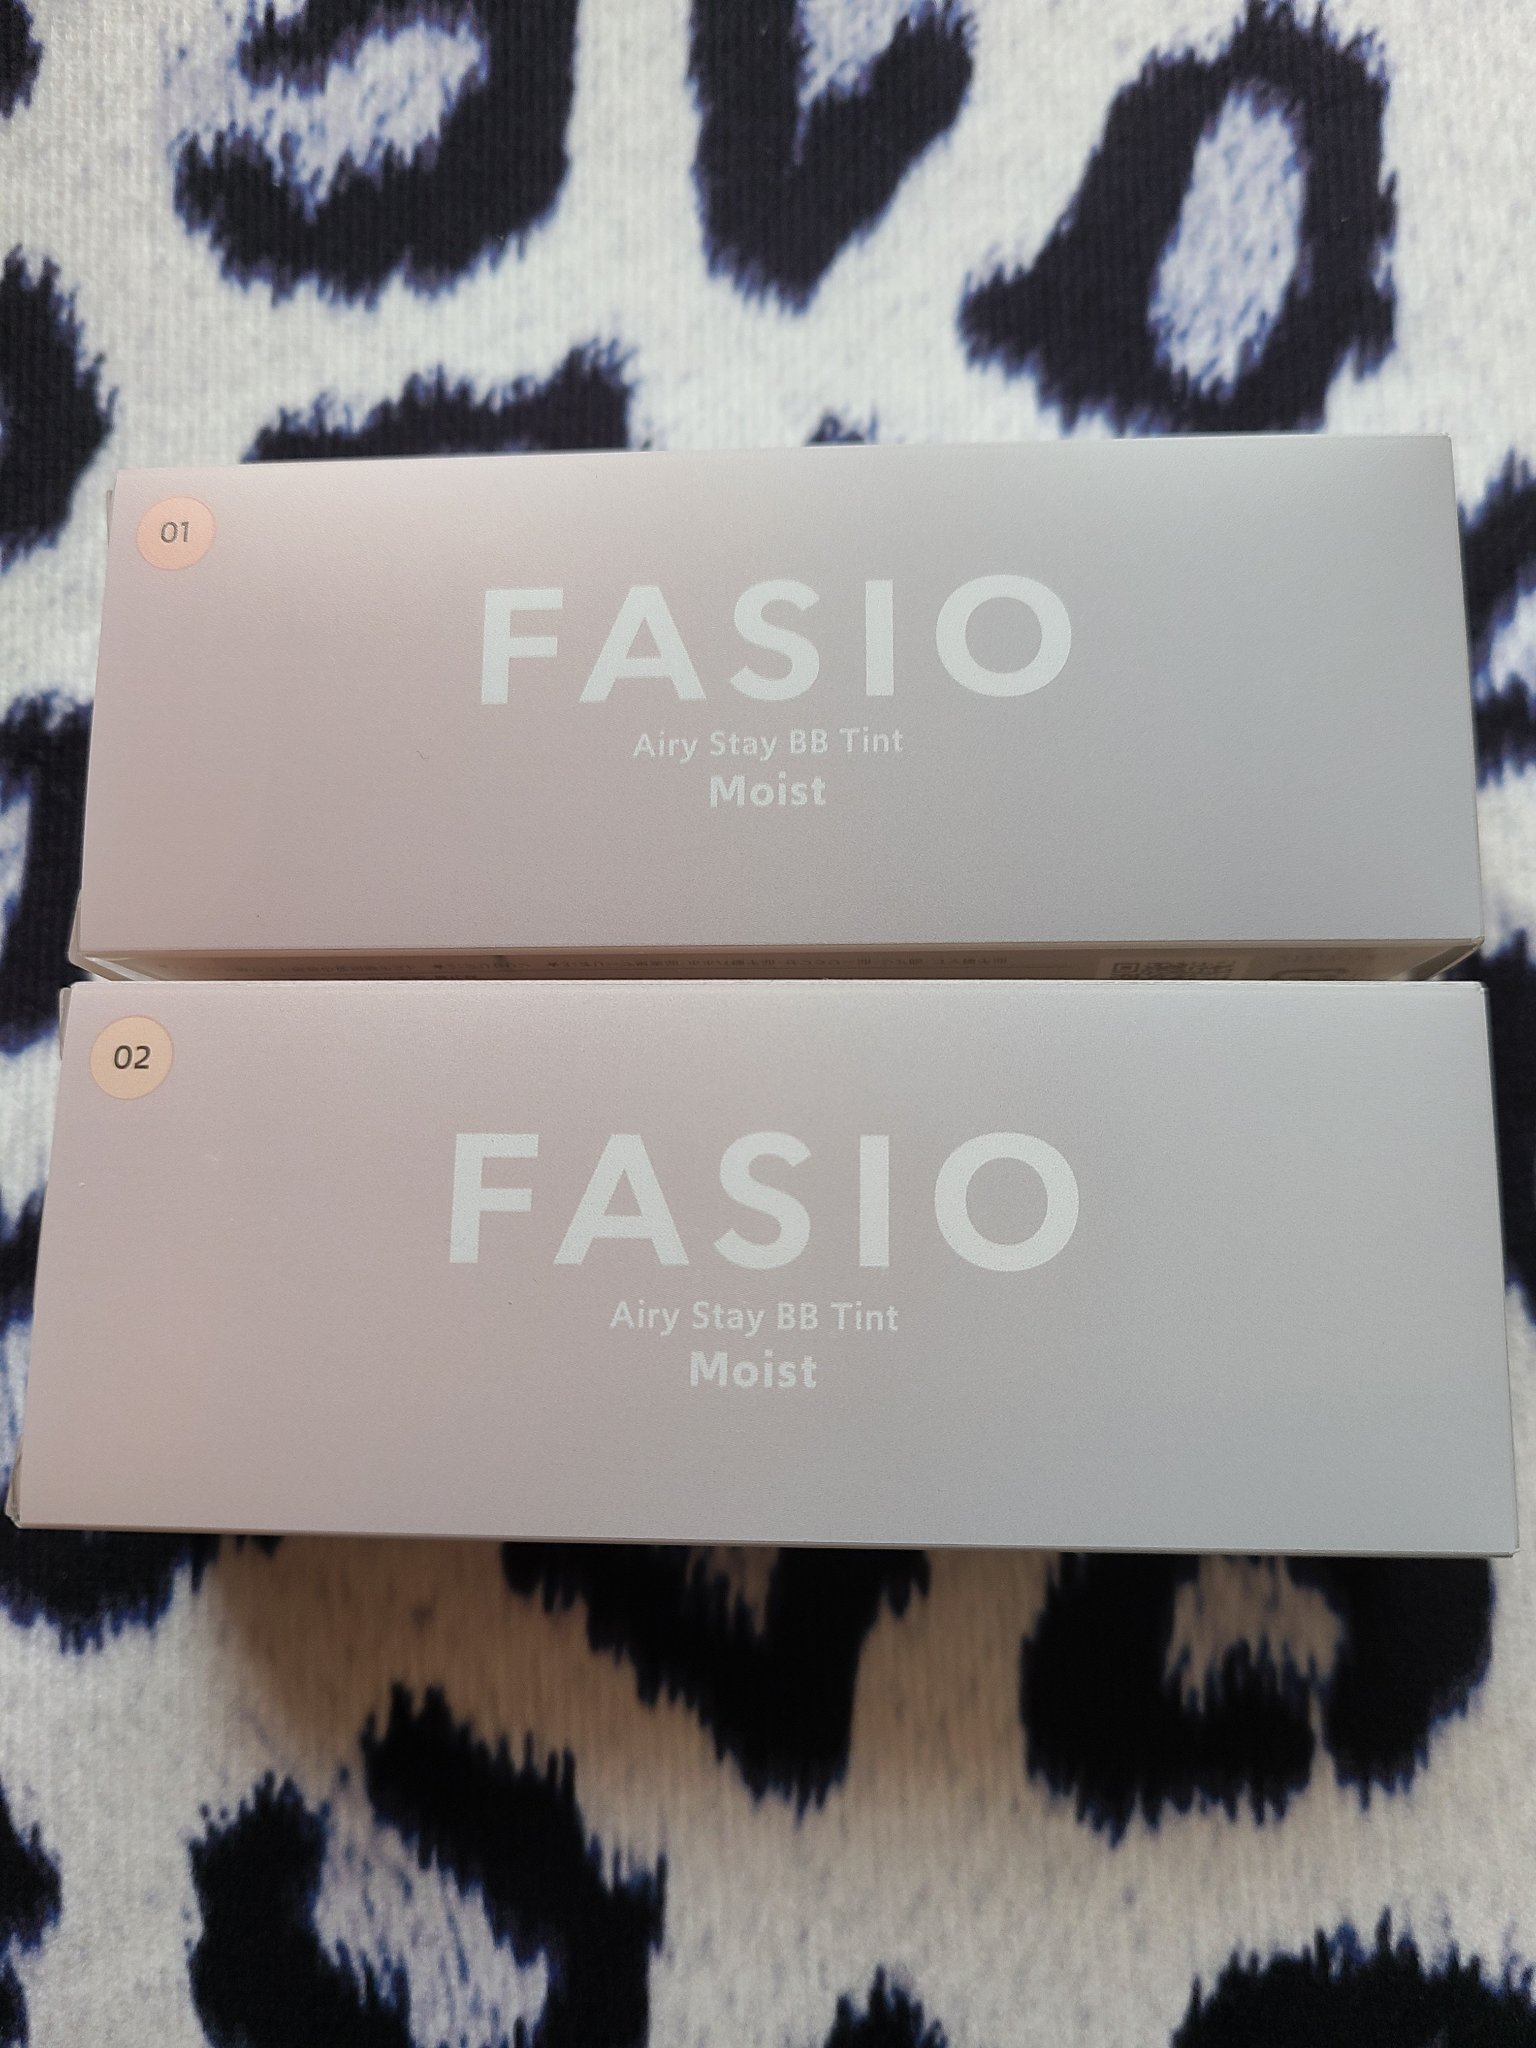 01
FASIO
Airy Stay BB Tint
Moist
02
FASIO
Airy Stay BB Tint
Moist